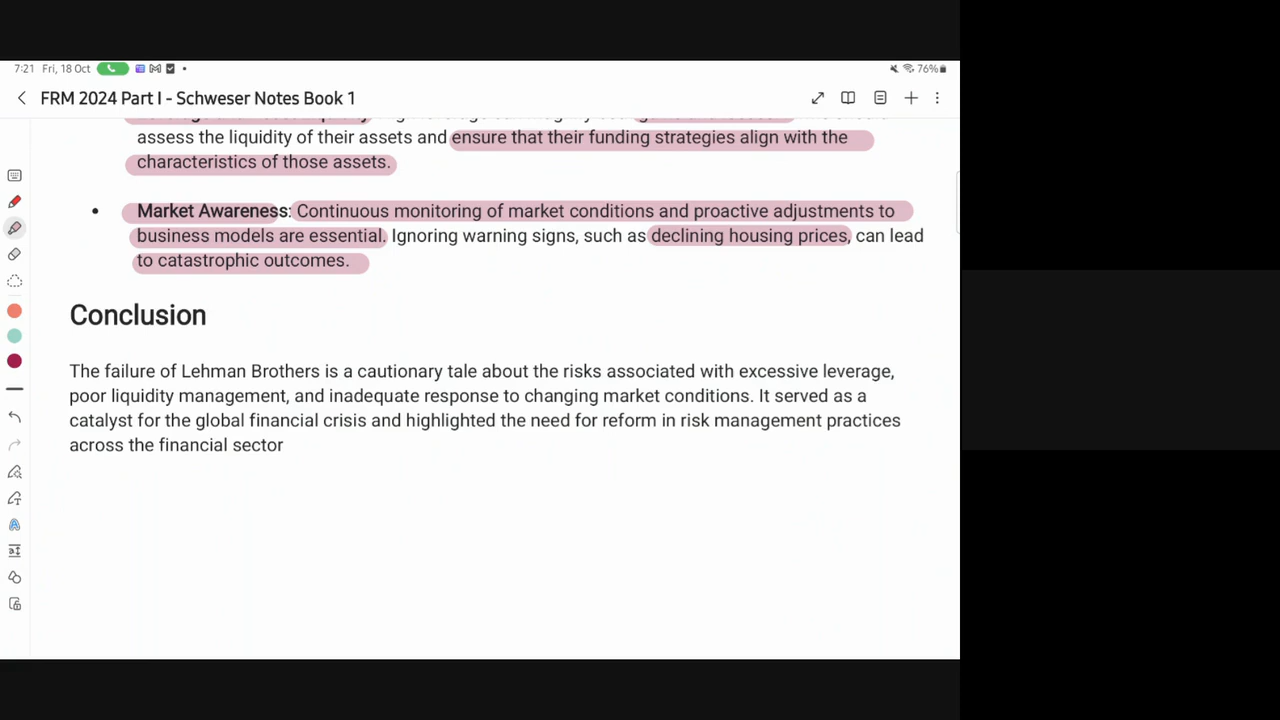 7:21 Fri, 18 Oct
76%
FRM 2024 Part I - Schweser Notes Book 1
assess the liquidity of their assets and ensure that their funding strategies align with the
characteristics of those assets.
• Market Awareness: Continuous monitoring of market conditions and proactive adjustments to
business models are essential. Ignoring warning signs, such as declining housing prices, can lead
to catastrophic outcomes.
Conclusion
The failure of Lehman Brothers is a cautionary tale about the risks associated with excessive leverage,
poor liquidity management, and inadequate response to changing market conditions. It served as a
catalyst for the global financial crisis and highlighted the need for reform in risk management practices
across the financial sector